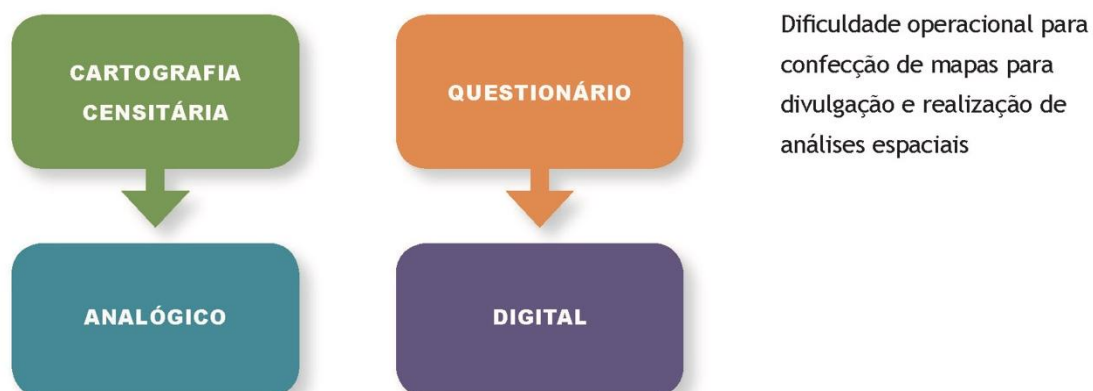 CARTOGRAFIA
CENSITÁRIA
QUESTIONÁRIO
Dificuldade operacional para
confecção de mapas para
divulgação e realização de
análises espaciais
ANALÓGICO
DIGITAL